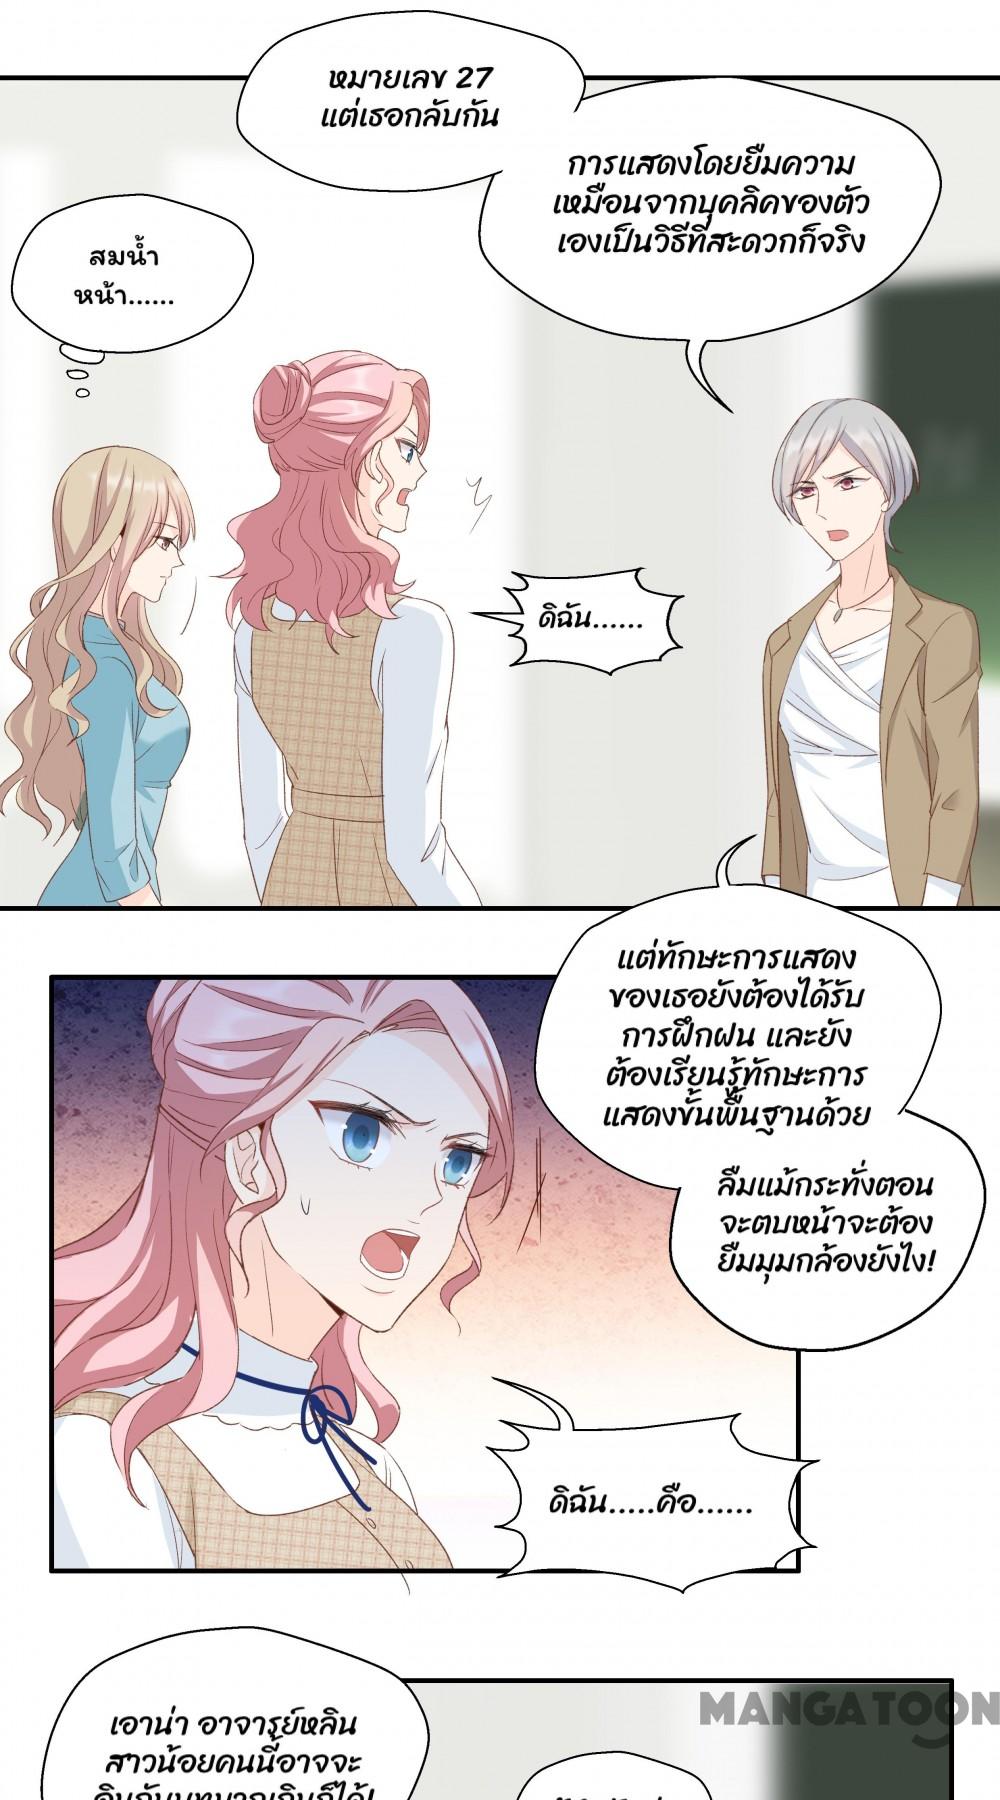 หมายเลข 27
แต่เธอกลับกัน
การแสดงโดยยืมความ
เหมือนจากบุคลิคของตัว
เองเป็นวิธีที่สะดวกก็จริง
สมน้ำ
หน้า......
ดิฉัน......
แต่ทักษะการแสดง
ของเธอยังต้องได้รับ
การฝึกฝน และยัง
ต้องเรียนรู้ทักษะการ
แสดงขั้นพื้นฐานด้วย
ลืมแม้กระทั่งตอน
จะตบหน้าจะต้อง
ยืมมุมกล้องยังไง!
ดิฉัน.....คือ......
เอาน่า อาจารย์หลิน
สาวน้อยคนนี้อาจจะ
MANGATOON